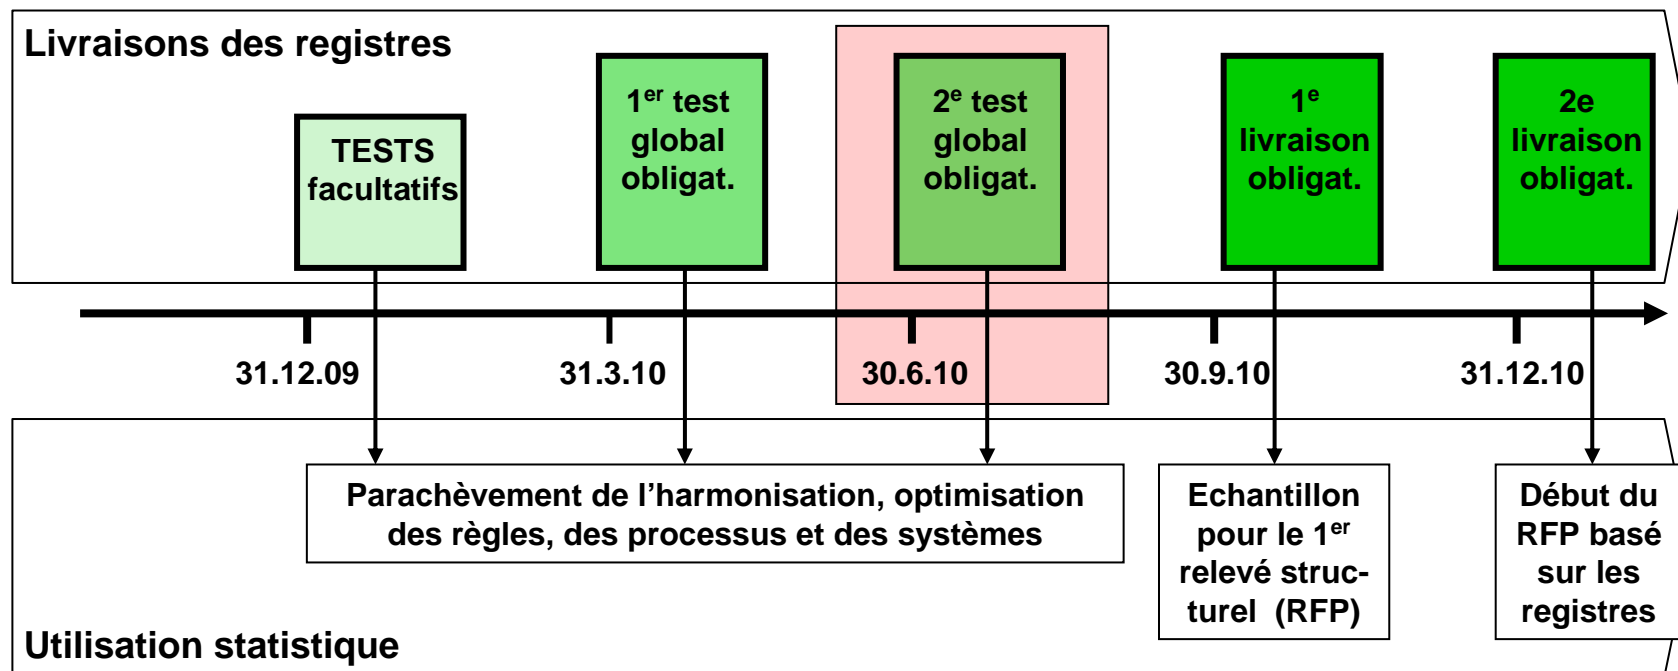 Livraisons des registres
TESTS
facultatifs
1er test
global
obligat.
2e test
global
obligat.
1e
livraison
obligat.
2e
livraison
obligat.
31.12.09
31.3.10
30.6.10
30.9.10
31.12.10
Parachèvement de l’harmonisation, optimisation
des règles, des processus et des systèmes
Echantillon
pour le 1er
relevé struc-
turel (RFP)
Début du
RFP basé
sur les
registres
Utilisation statistique